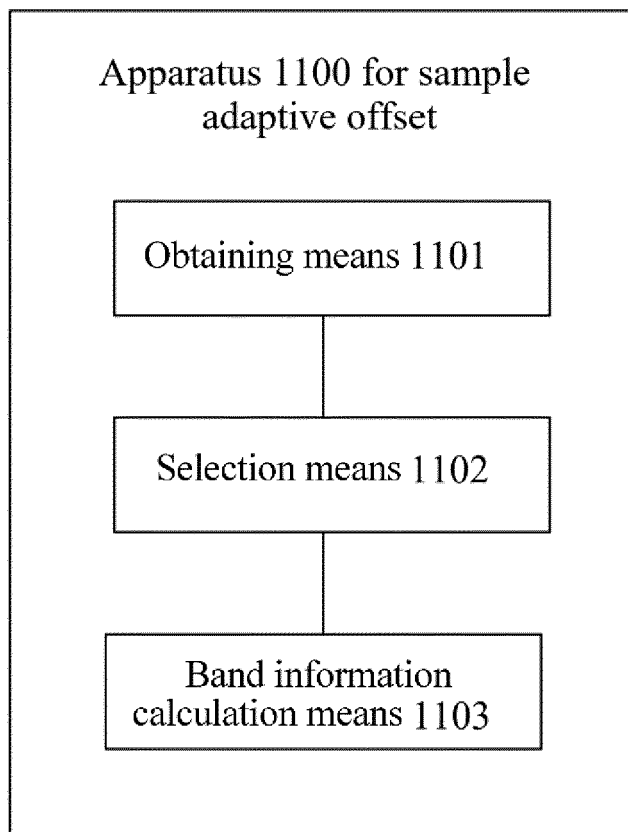 Apparatus 1100 for sample
adaptive offset
Obtaining means 1101
Selection means 1102
Band information
calculation means 1103